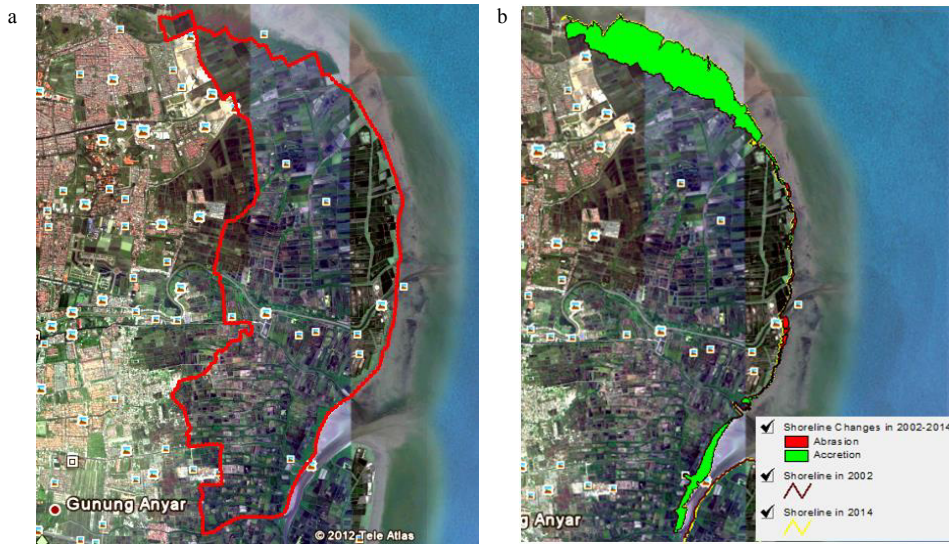 a
Gunung Anyar
© 2012 Tele Atlas
b
g Anyar
Shoreline Changes in 2002-2014
Abrasion
Accretion
Shoreline in 2002
Shoreline in 2014